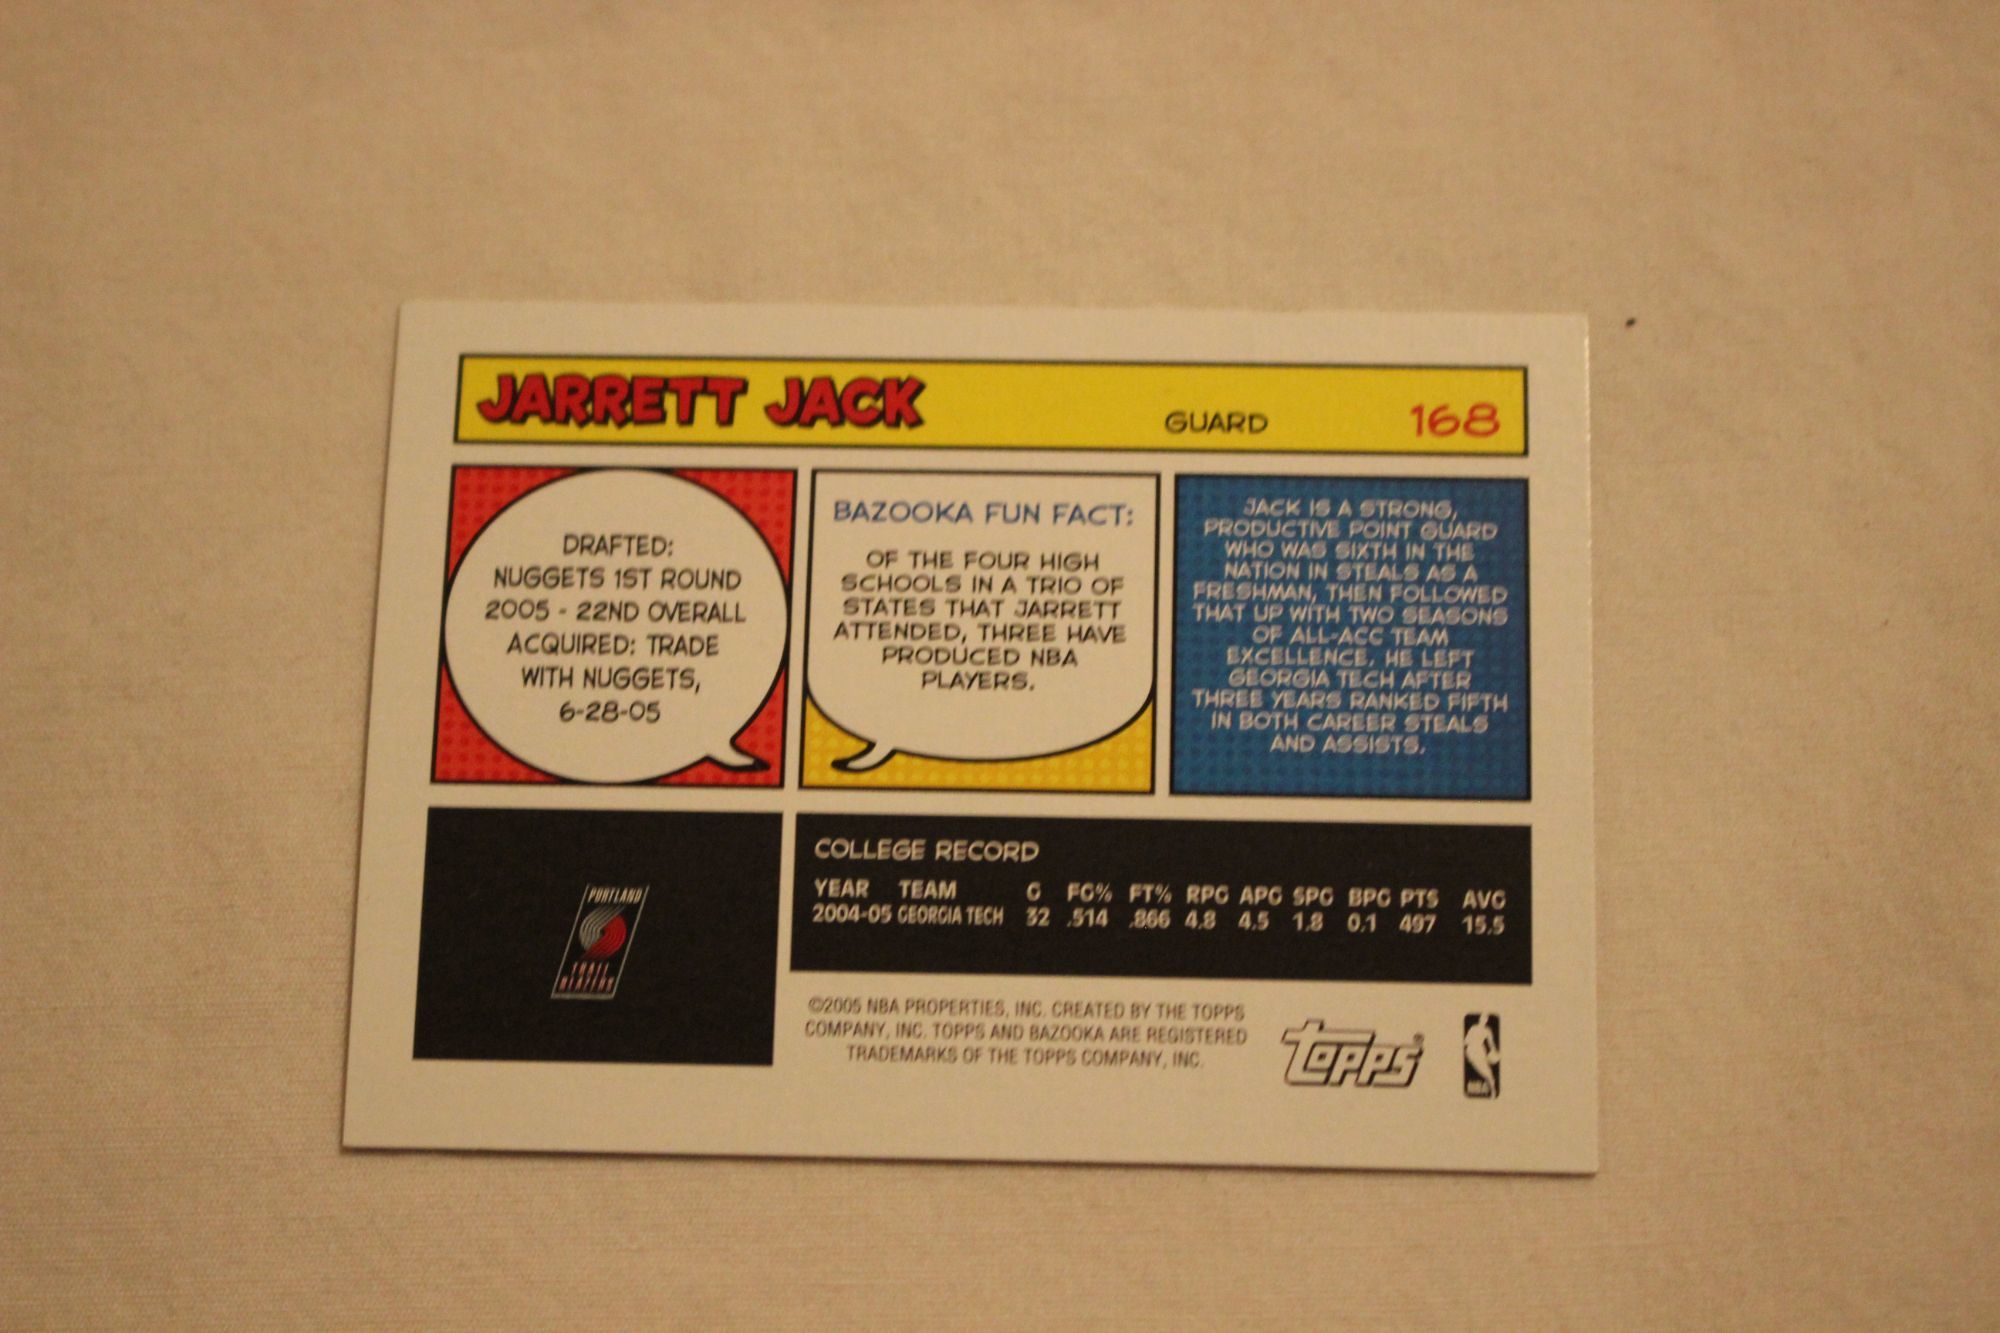 JARRETT JACK GUARD 168
DRAFTED:
NUGGETS 1ST ROUND
2005 - 22ND OVERALL
ACQUIRED: TRADE
WITH NUGGETS,
6-28-05
BAZOOKA FUN FACT:
OF THE FOUR HIGH
SCHOOLS IN A TRIO OF
STATES THAT JARRETT
ATTENDED, THREE HAVE
PRODUCED NBA
PLAYERS.
JACK IS A STRONG,
PRODUCTIVE POINT GUARD
WHO WAS SIXTH IN THE
NATION IN STEALS AS A
FRESHMAN, THEN FOLLOWED
THAT UP WITH TWO SEASONS
OF ALL-ACC TEAM
EXCELLENCE. HE LEFT
GEORGIA TECH AFTER
THREE YEARS RANKED FIFTH
IN BOTH CAREER STEALS
AND ASSISTS.
PORTLAND
TRAIL
BLAZERS
COLLEGE RECORD
YEAR TEAM G FG% FT% RPG APG SPG BPG PTS AVG
2004-05 GEORGIA TECH 32 .514 .866 4.8 4.5 1.8 0.1 497 15.5
©2005 NBA PROPERTIES, INC. CREATED BY THE TOPPS
COMPANY, INC. TOPPS AND BAZOOKA ARE REGISTERED
TRADEMARKS OF THE TOPPS COMPANY, INC.
Topps®
NBA